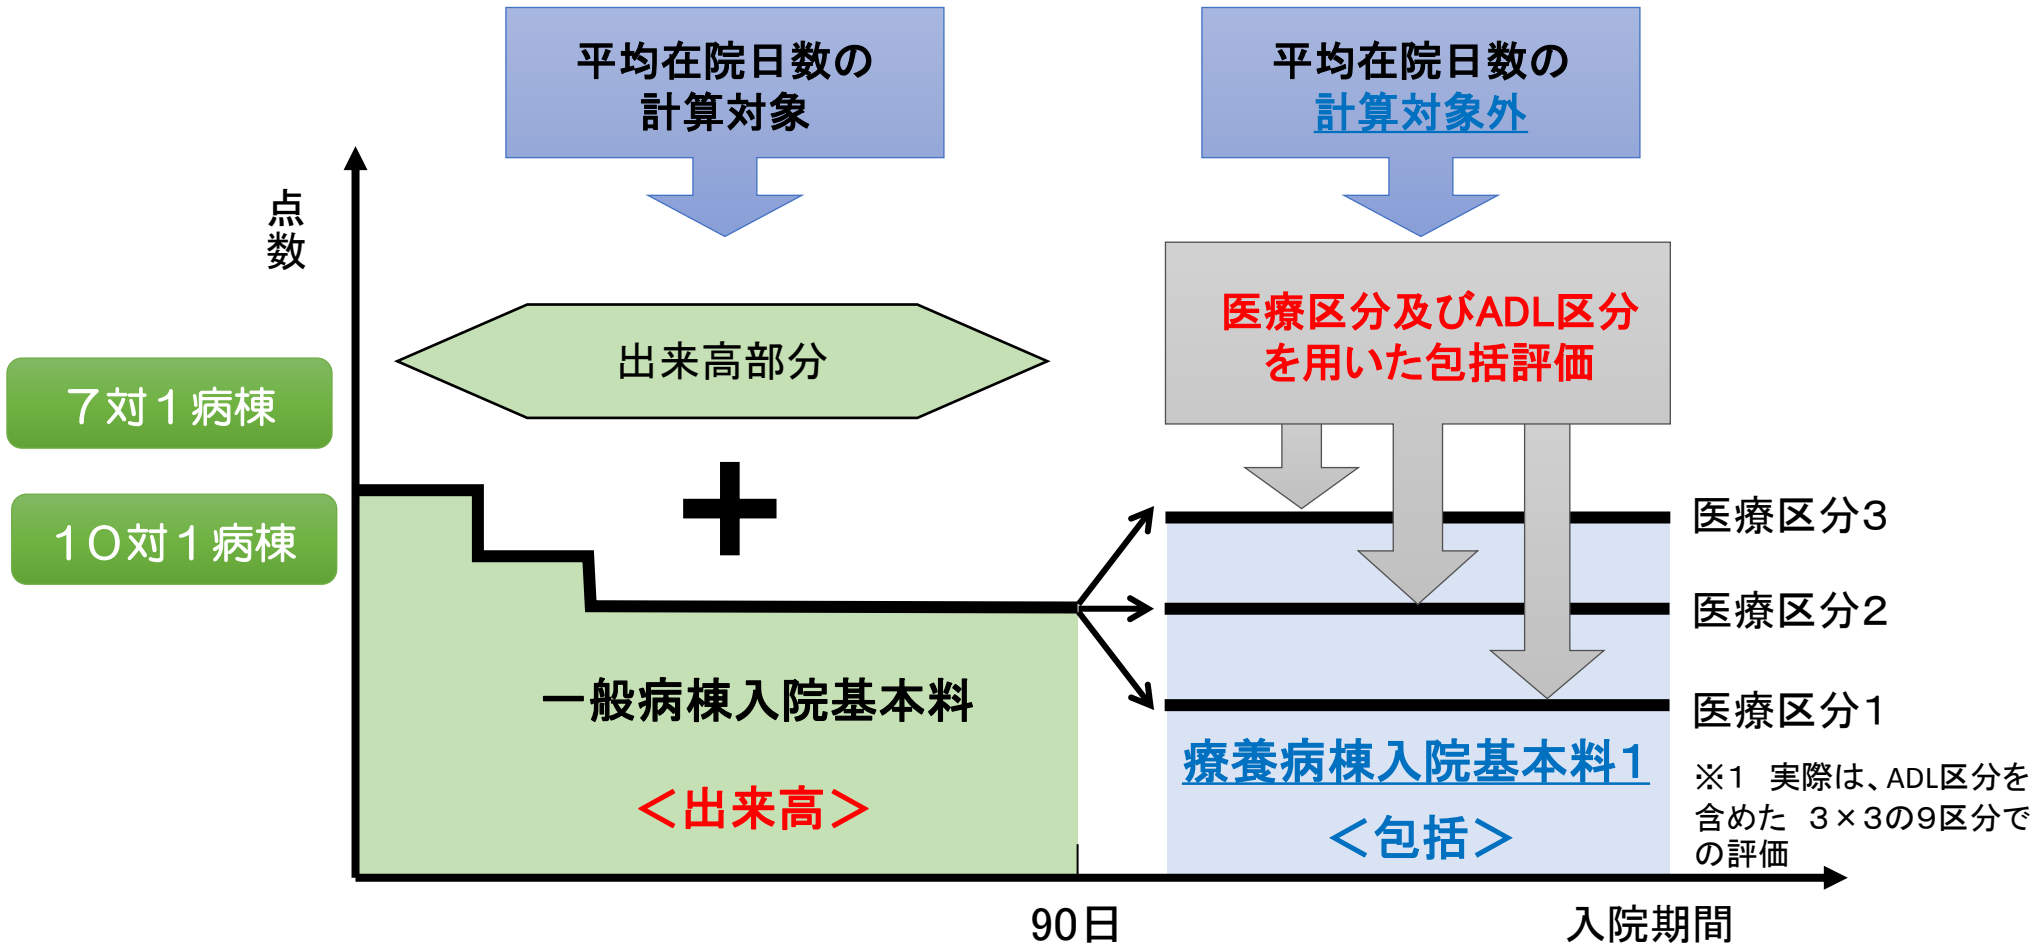 平均在院日数の
計算対象
平均在院日数の
計算対象外
点
数
医療区分及びADL区分
を用いた包括評価
出来高部分
７対１病棟
１０対１病棟
＋
医療区分３
医療区分２
医療区分１
一般病棟入院基本料
＜出来高＞
療養病棟入院基本料１
＜包括＞
※１　実際は、ADL区分を
含めた　３×３の９区分で
の評価
90日
入院期間